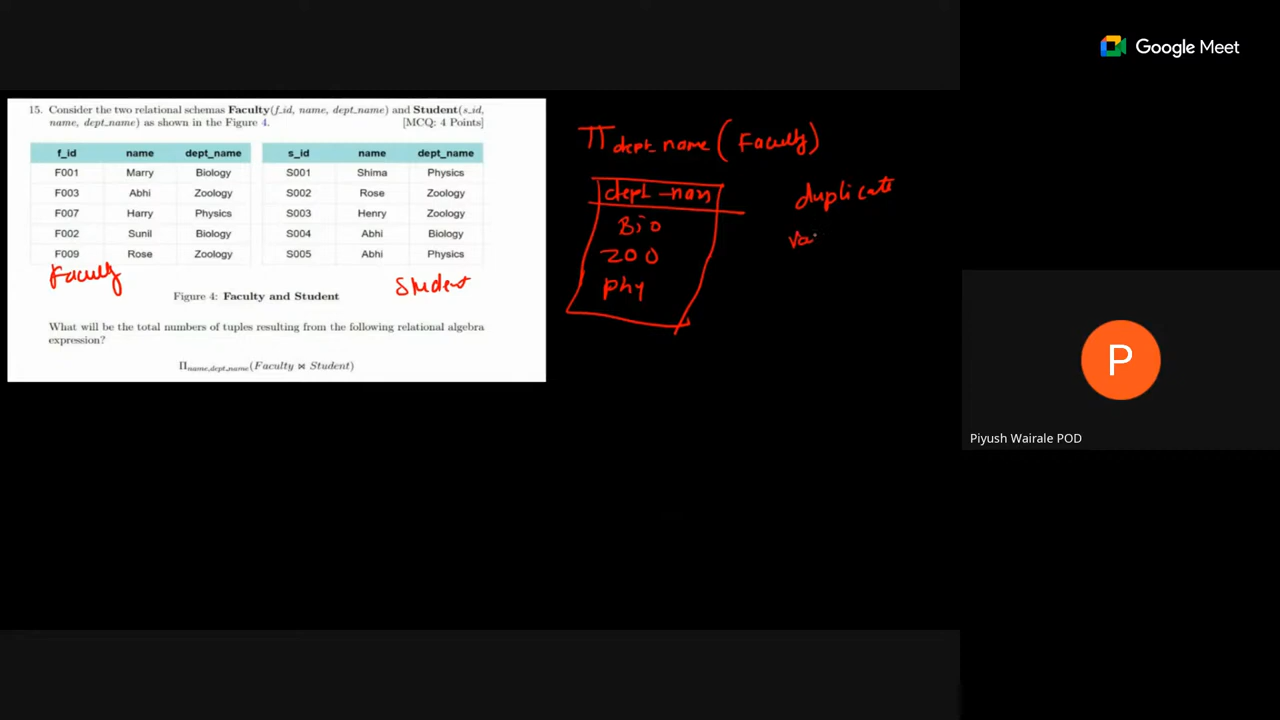 Google Meet
15. Consider the two relational schemas Faculty(f_id, name, dept_name) and Student(s_id,
name, dept_name) as shown in the Figure 4. [MCQ: 4 Points]
f_id name dept_name s_id name dept_name
F001 Marry Biology S001 Shima Physics
F003 Abhi Zoology S002 Rose Zoology
F007 Harry Physics S003 Henry Zoology
F002 Sunil Biology S004 Abhi Biology
F009 Rose Zoology S005 Abhi Physics
Faculty Student
Figure 4: Faculty and Student
What will be the total numbers of tuples resulting from the following relational algebra
expression?
Πname,dept_name(Faculty ⋈ Student)
Π dept_name (Faculty)
dept-nam
Bio
zoo
phy
duplicate
va
P
Piyush Wairale POD